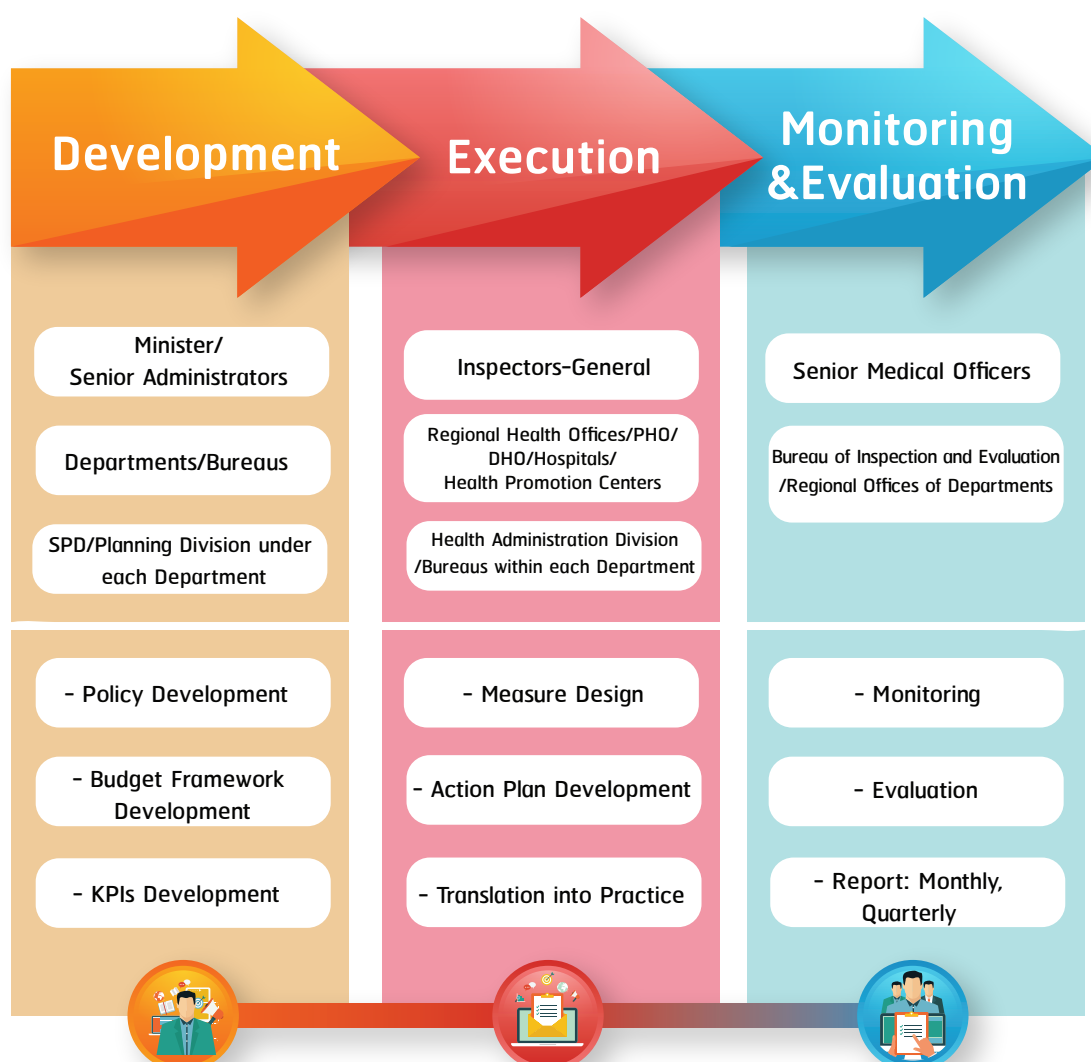 Development
Minister/
Senior Administrators
Departments/Bureaus
SPD/Planning Division under
each Department
- Policy Development
- Budget Framework
Development
- KPIs Development
Execution
Inspectors-General
Regional Health Offices/PHO/
DHO/Hospitals/
Health Promotion Centers
Health Administration Division
/Bureaus within each Department
- Measure Design
- Action Plan Development
- Translation into Practice
Monitoring
&Evaluation
Senior Medical Officers
Bureau of Inspection and Evaluation
/Regional Offices of Departments
- Monitoring
- Evaluation
- Report: Monthly,
Quarterly